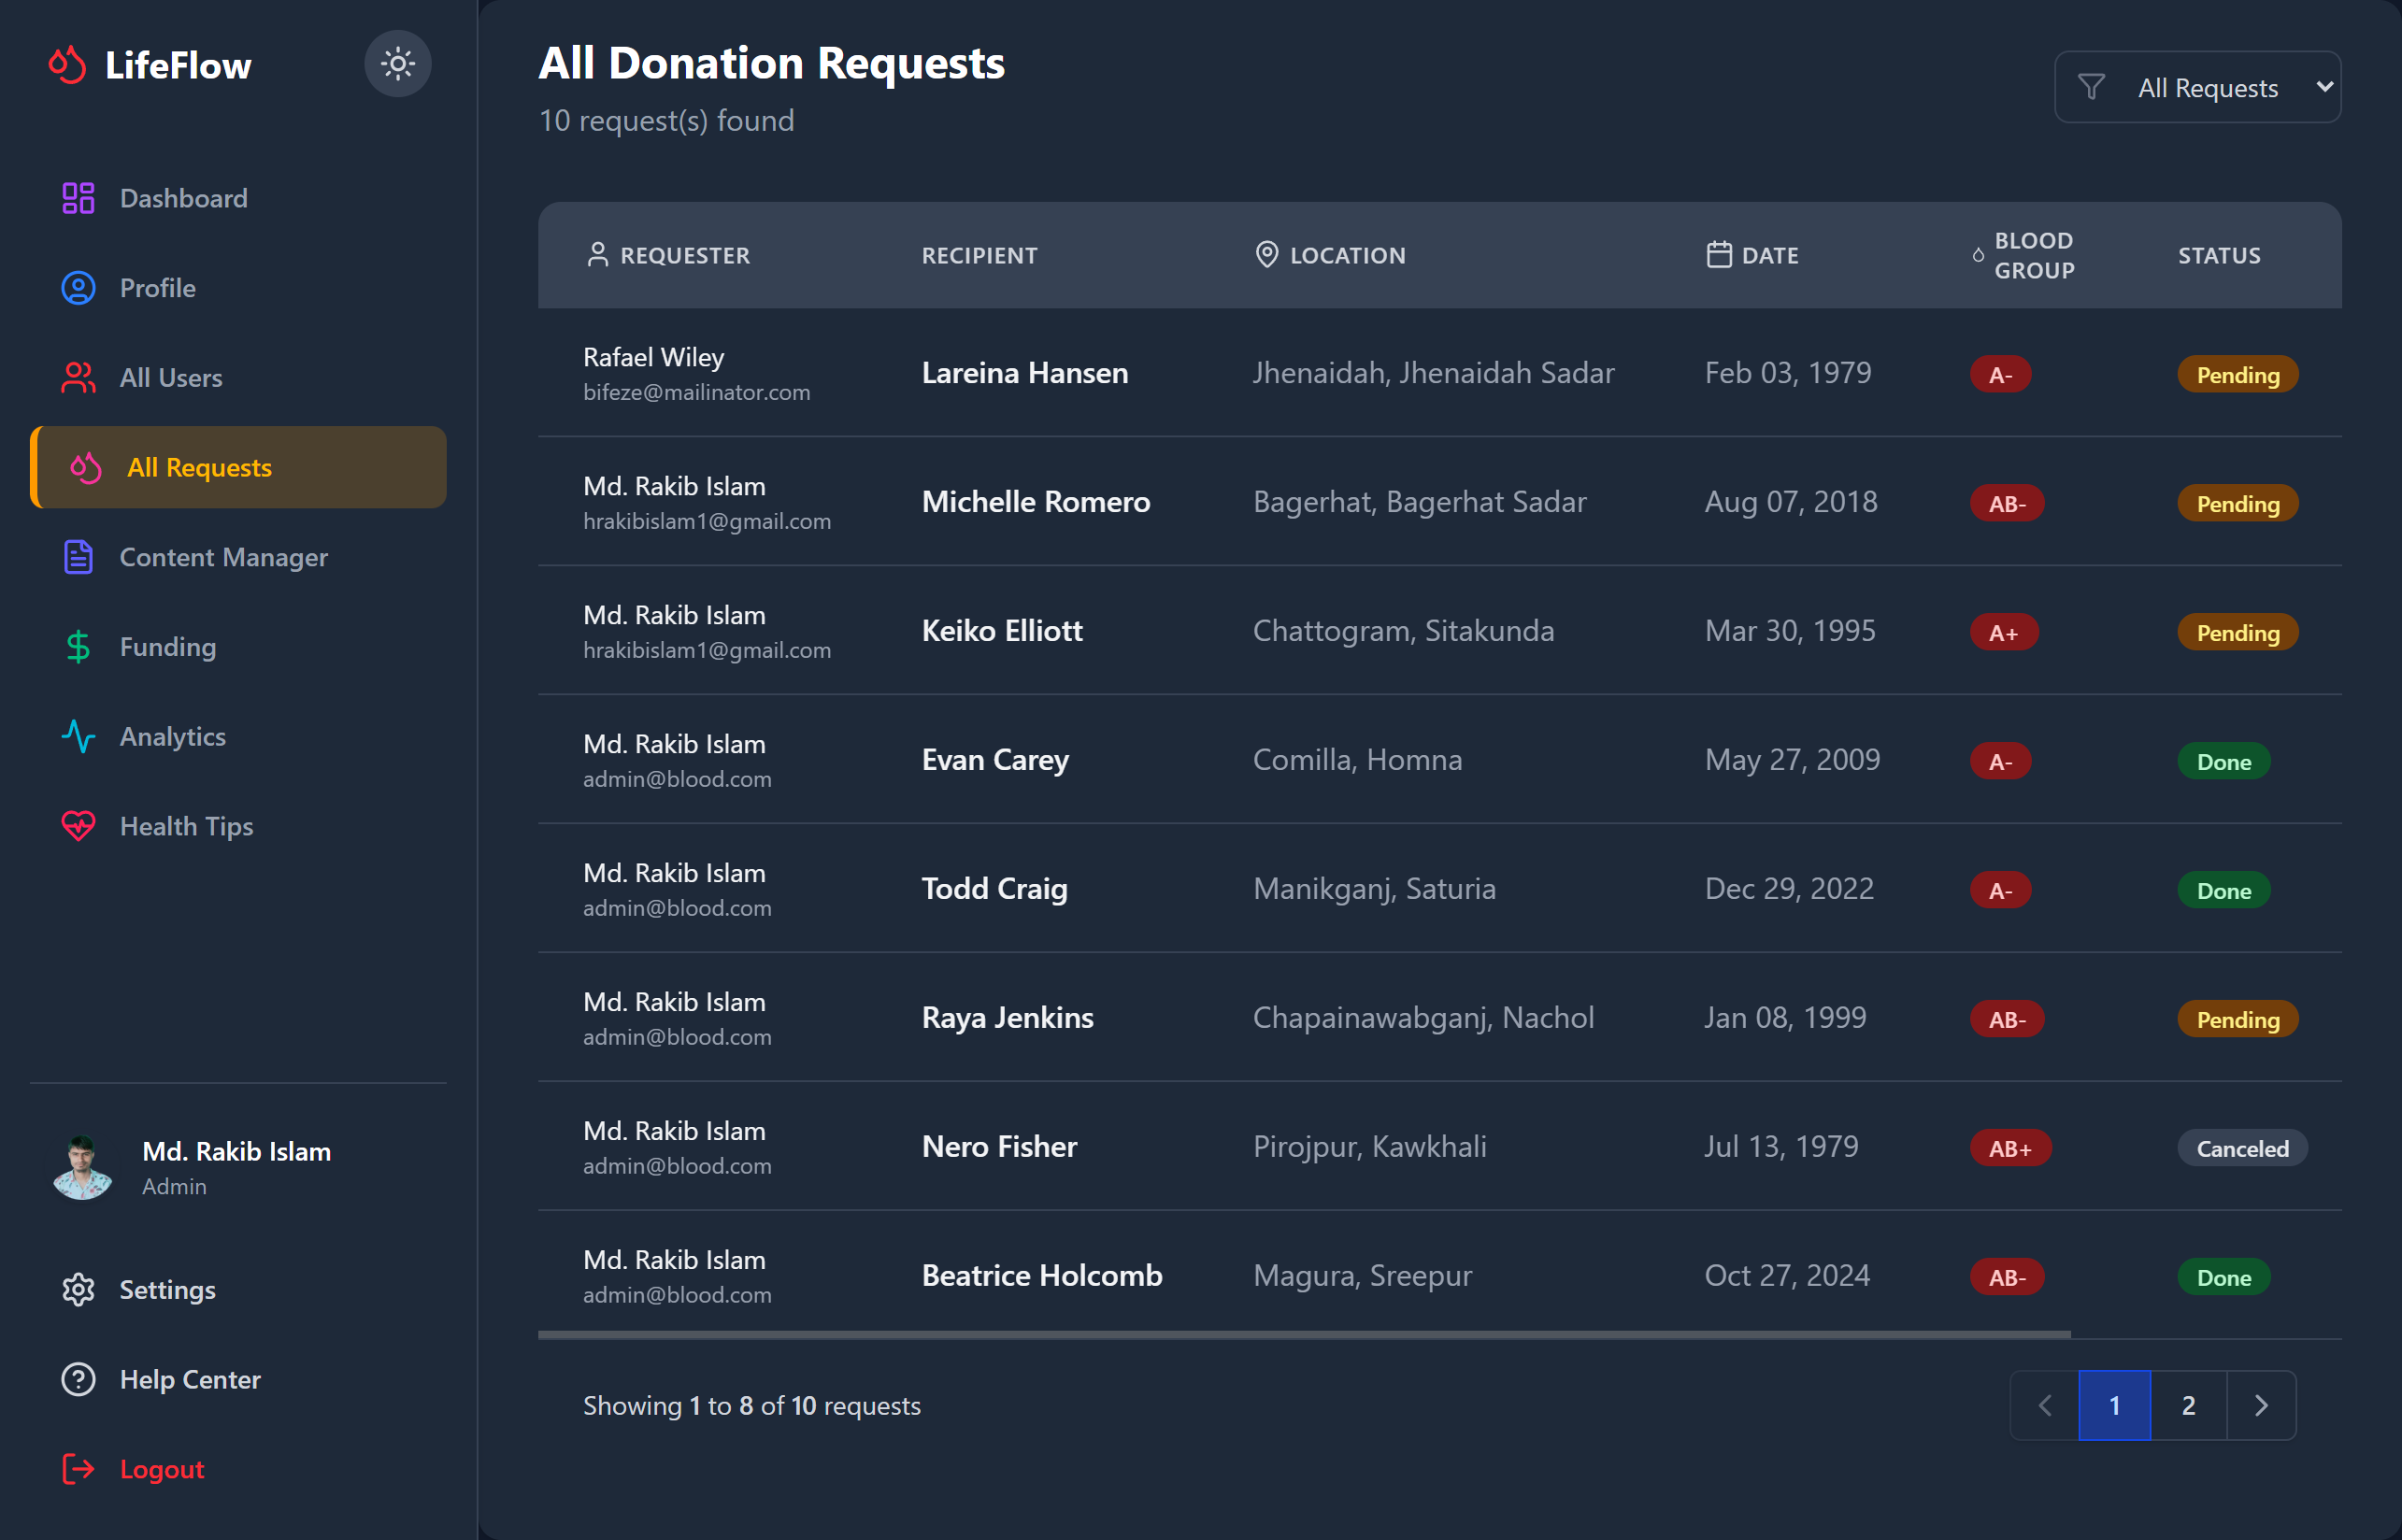 LifeFlow
Dashboard
Profile
All Users
All Requests
Content Manager
Funding
Analytics
Health Tips
Md. Rakib Islam
Admin
Settings
Help Center
Logout
All Donation Requests
10 request(s) found
All Requests
REQUESTER RECIPIENT LOCATION DATE BLOOD GROUP STATUS
Rafael Wiley
bifeze@mailinator.com
Lareina Hansen Jhenaidah, Jhenaidah Sadar Feb 03, 1979 A- Pending
Md. Rakib Islam
hrakibislam1@gmail.com
Michelle Romero Bagerhat, Bagerhat Sadar Aug 07, 2018 AB- Pending
Md. Rakib Islam
hrakibislam1@gmail.com
Keiko Elliott Chattogram, Sitakunda Mar 30, 1995 A+ Pending
Md. Rakib Islam
admin@blood.com
Evan Carey Comilla, Homna May 27, 2009 A- Done
Md. Rakib Islam
admin@blood.com
Todd Craig Manikganj, Saturia Dec 29, 2022 A- Done
Md. Rakib Islam
admin@blood.com
Raya Jenkins Chapainawabganj, Nachol Jan 08, 1999 AB- Pending
Md. Rakib Islam
admin@blood.com
Nero Fisher Pirojpur, Kawkhali Jul 13, 1979 AB+ Canceled
Md. Rakib Islam
admin@blood.com
Beatrice Holcomb Magura, Sreepur Oct 27, 2024 AB- Done
Showing 1 to 8 of 10 requests
1 2